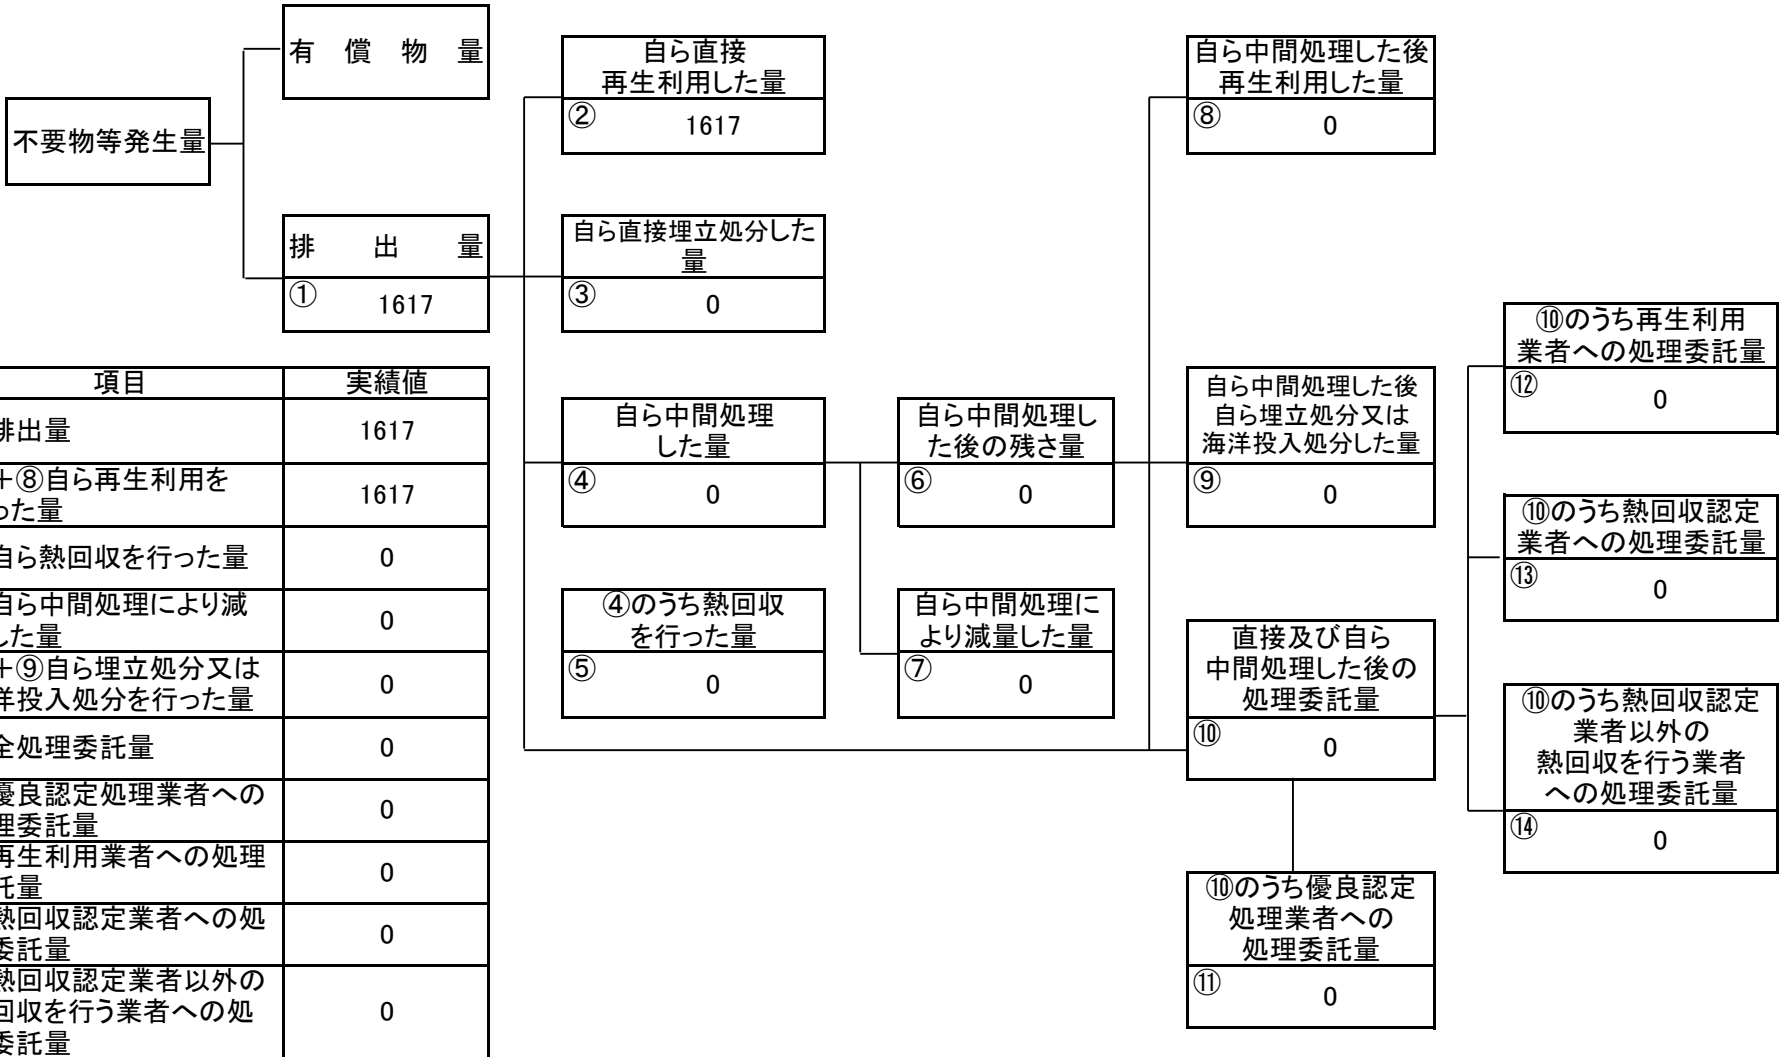 不要物等発生量
有償物量
排出量
①
1617
自ら直接
再生利用した量
②
1617
自ら直接埋立処分した
量
③
0
自ら中間処理
した量
④
0
④のうち熱回収
を行った量
⑤
0
自ら中間処理し
た後の残さ量
⑥
0
自ら中間処理に
より減量した量
⑦
0
自ら中間処理した後
再生利用した量
⑧
0
自ら中間処理した後
自ら埋立処分又は
海洋投入処分した量
⑨
0
直接及び自ら
中間処理した後の
処理委託量
⑩
0
⑩のうち優良認定
処理業者への
処理委託量
⑪
0
⑩のうち再生利用
業者への処理委託量
⑫
0
⑩のうち熱回収認定
業者への処理委託量
⑬
0
⑩のうち熱回収認定
業者以外の
熱回収を行う業者
への処理委託量
⑭
0
項目
実績値
排出量
1617
+⑧自ら再生利用を
った量
1617
自ら熱回収を行った量
0
自ら中間処理により減
した量
0
+⑨自ら埋立処分又は
洋投入処分を行った量
0
全処理委託量
0
優良認定処理業者への
理委託量
0
再生利用業者への処理
託量
0
熱回収認定業者への処
委託量
0
熱回収認定業者以外の
回収を行う業者への処
委託量
0